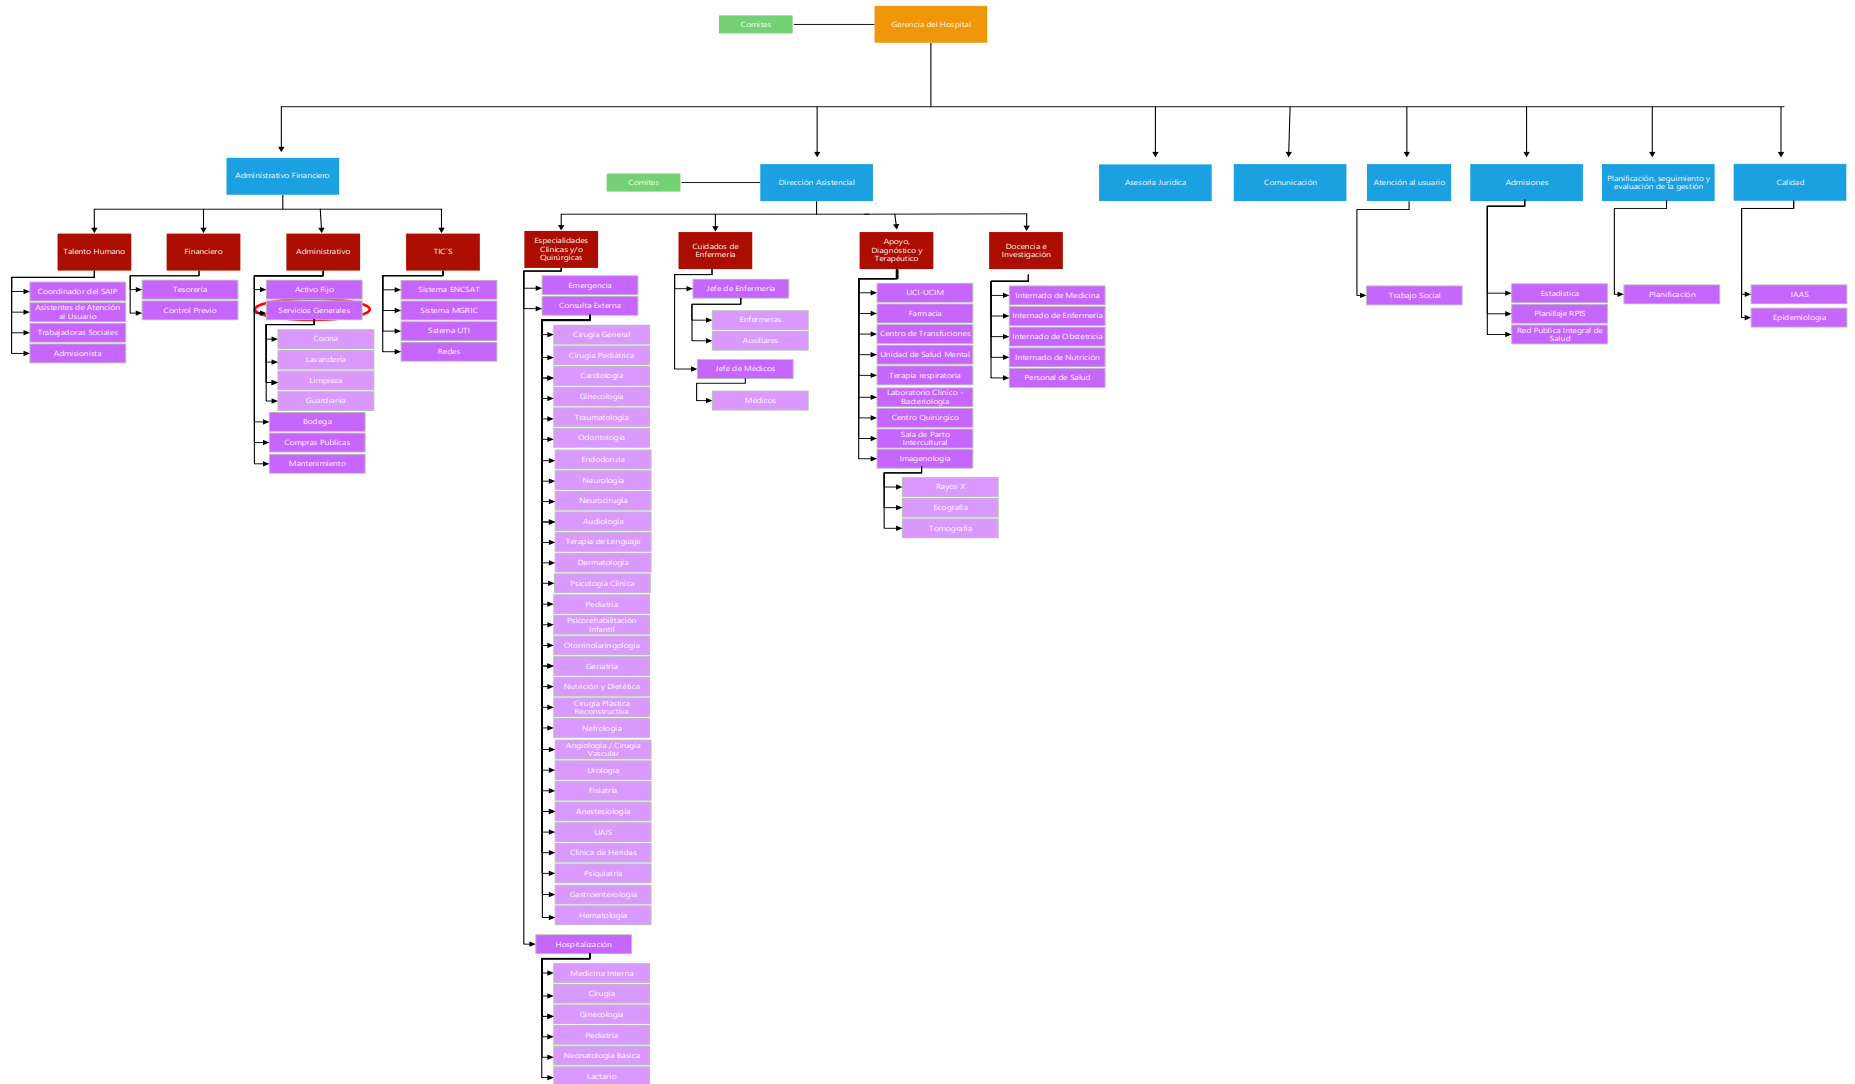 Comites
Gerencia del Hospital
Administrativo Financiero
Comites
Dirección Asistencial
Asesoría Jurídica
Comunicación
Atención al usuario
Admisiones
Planificación, seguimiento y
evaluación de la gestión
Calidad
Talento Humano
Financiero
Administrativo
TIC´S
Especialidades
Clínicas y/o
Quirúrgicas
Cuidados de
Enfermería
Apoyo,
Diagnóstico y
Terapéutico
Docencia e
Investigación
Coordinador del SAIP
Asistentes de Atención
al Usuario
Trabajadoras Sociales
Admisionista
Tesorería
Control Previo
Activo Fijo
Servicios Generales
Cocina
Lavandería
Limpieza
Guardianía
Bodega
Compras Publicas
Mantenimiento
Sistema ENCSAT
Sistema MGRIC
Sstema UTI
Redes
Emergencia
Consulta Externa
Cirugía General
Cirugía Pediátrica
Cardiología
Ginecología
Traumatología
Odontología
Endodoncia
Neurología
Neurocirugía
Audiología
Terapia de Lenguaje
Dermatología
Psicología Clínica
Pediatría
Psicorehabilitación
Infantil
Otorrinolaringología
Geriatría
Nutrición y Dietética
Cirugía Plástica
Reconstructiva
Nefrología
Angiología / Cirugía
Vascular
Urología
Fisiatría
Anestesiología
UAIS
Clínica de Heridas
Psiquiatría
Gastroenterología
Hematología
Hospitalización
Medicina Interna
Cirugía
Ginecología
Pediatría
Neonatología Básica
Lactario
Jefe de Enfermería
Enfermeras
Auxiliares
Jefe de Médicos
Médicos
UCI-UCIM
Farmacia
Centro de Transfuciones
Unidad de Salud Mental
Terapia respiratoria
Laboratorio Clínico -
Bacteriología
Centro Quirúrgico
Sala de Parto
Intercultural
Imagenología
Rayos X
Ecografía
Tomografía
Internado de Medicina
Internado de Enfermería
Internado de Obstetricia
Internado de Nutrición
Personal de Salud
Trabajo Social
Estadística
Planillaje RPIS
Red Publica Integral de
Salud
Planificación
IAAS
Epidemiologia